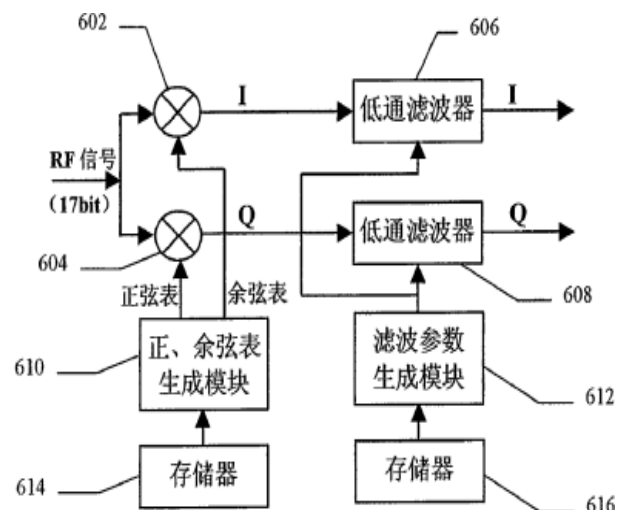 602
606
I
低通滤波器
I
RF 信号
(17bit)
Q
低通滤波器
Q
604
608
正弦表
余弦表
610
正、余弦表
生成模块
滤波参数
生成模块
612
614
存储器
存储器
616